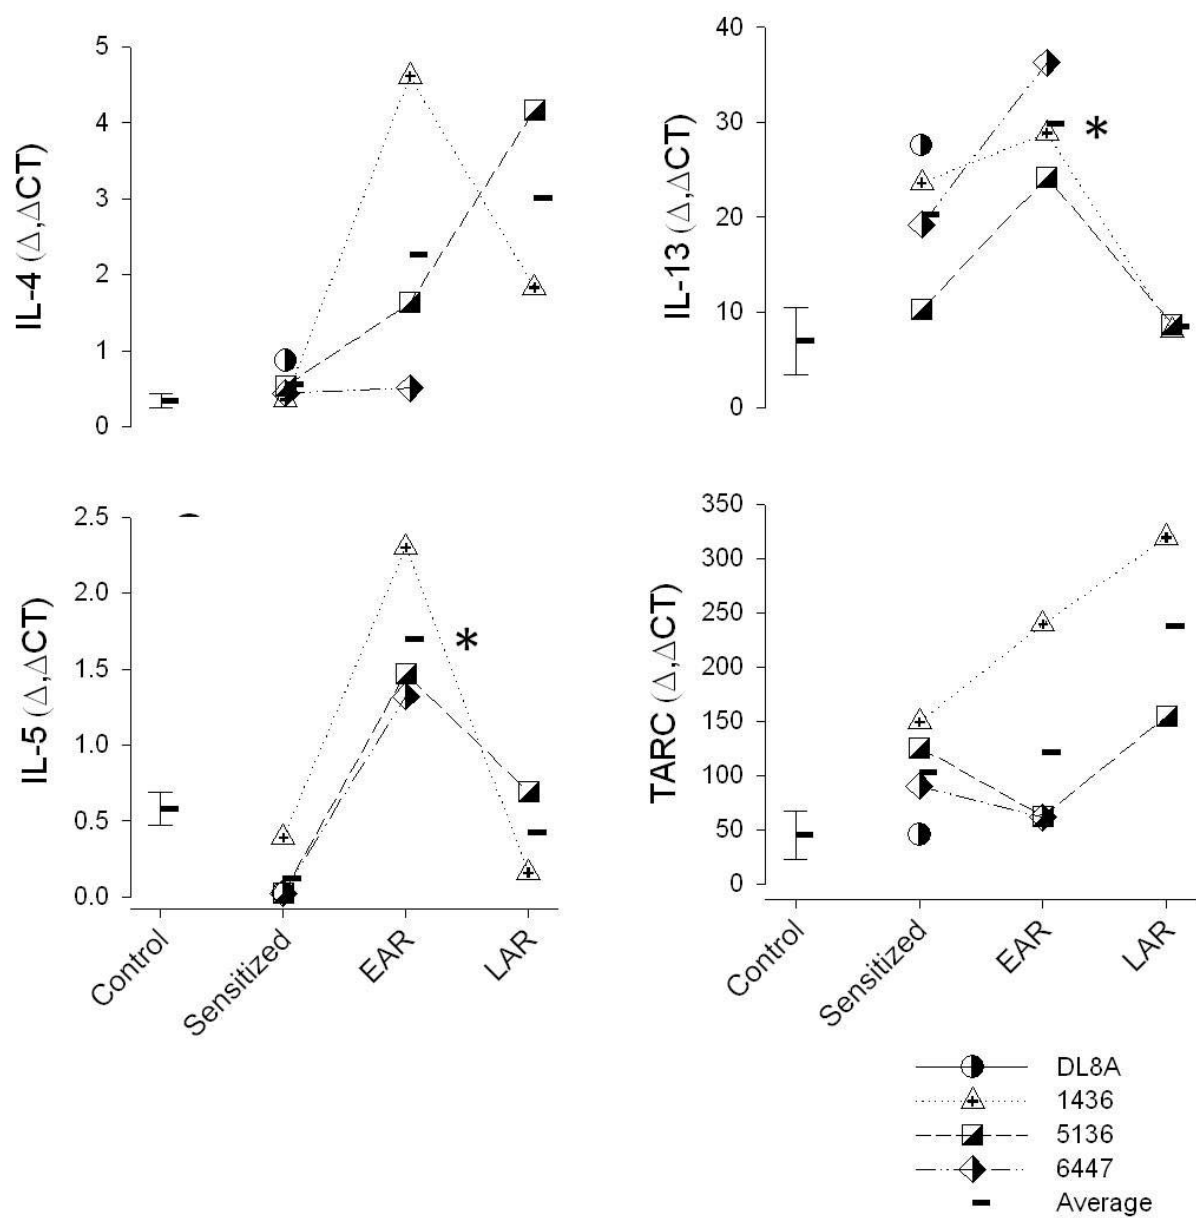 IL-4 (Δ,ΔCT)
5
4
3
2
1
0
IL-13 (Δ,ΔCT)
40
30
20
10
0
*
IL-5 (Δ,ΔCT)
2.5
2.0
1.5
1.0
0.5
0.0
*
Control
Sensitized
EAR
LAR
TARC (Δ,ΔCT)
350
300
250
200
150
100
50
0
Control
Sensitized
EAR
LAR
DL8A
1436
5136
6447
Average